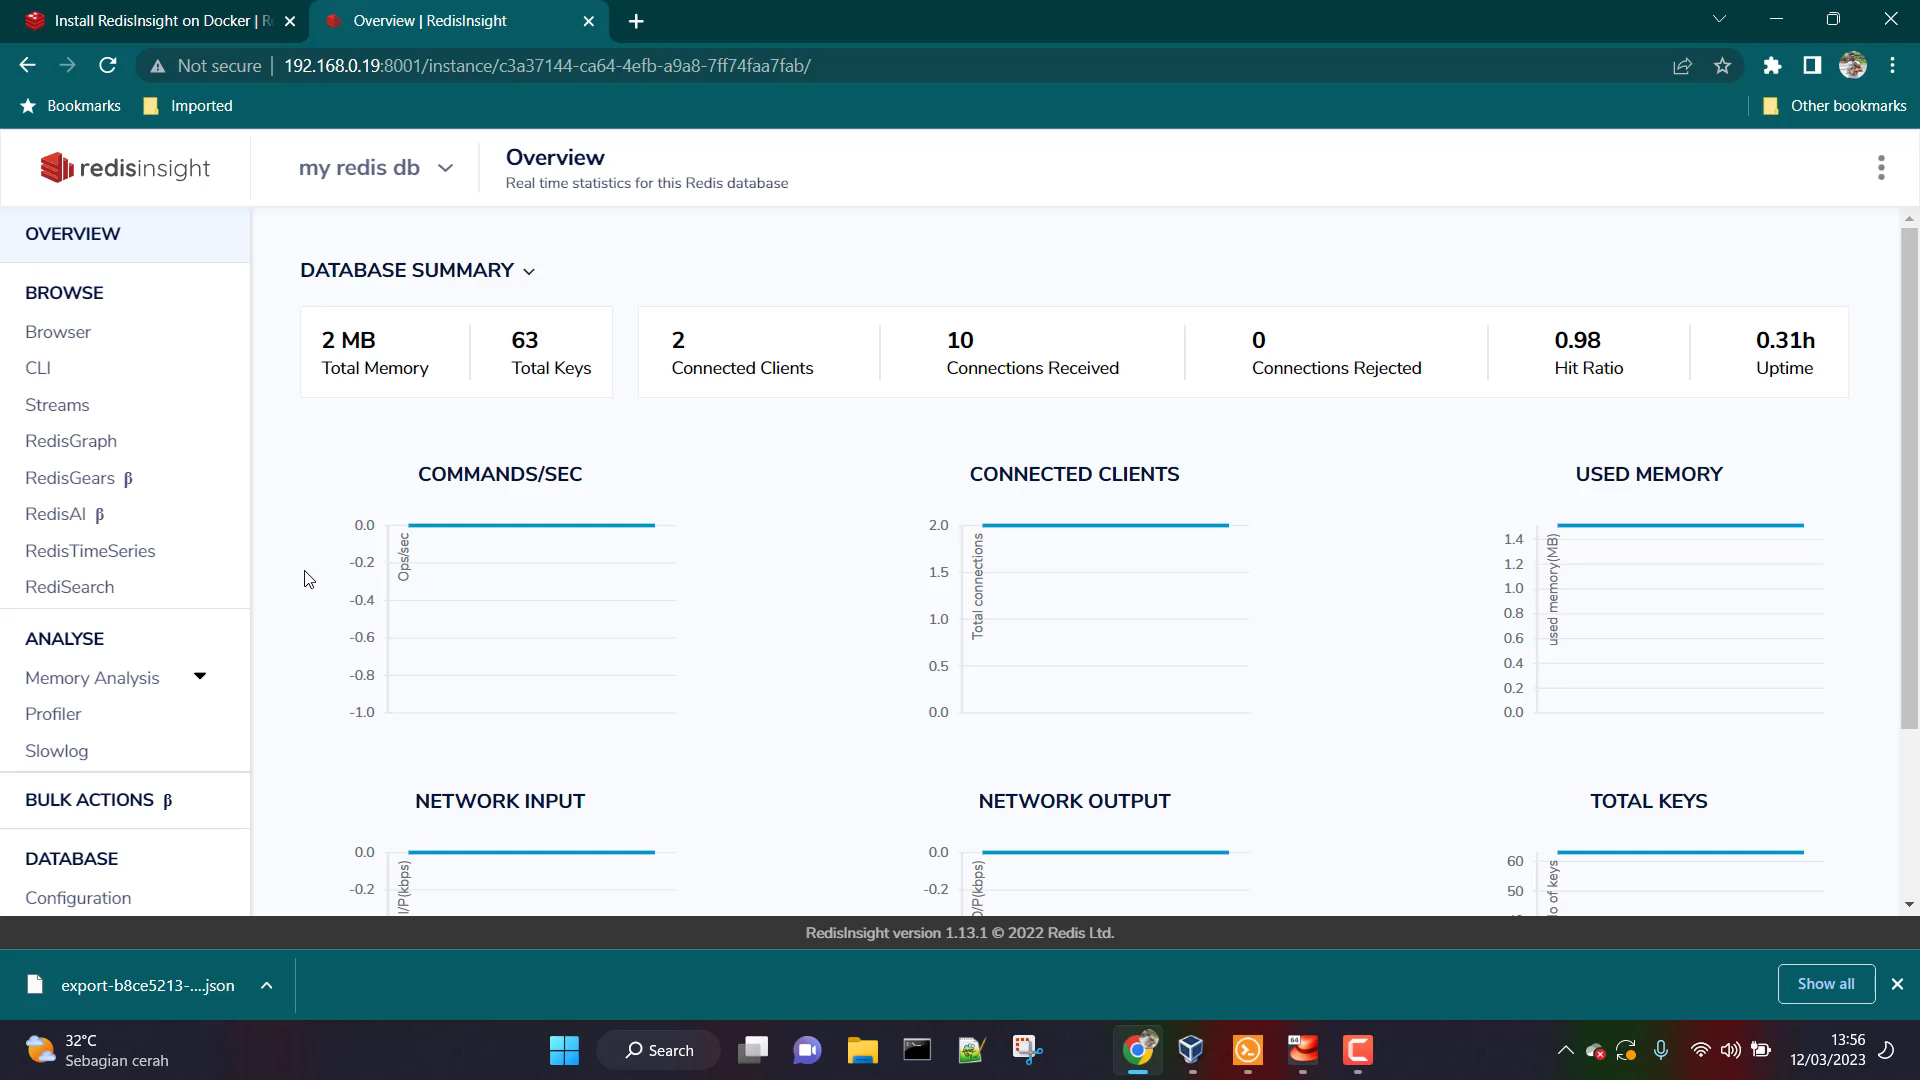 Install RedisInsight on Docker | R
Overview | RedisInsight
Not secure
192.168.0.19:8001/instance/c3a37144-ca64-4efb-a9a8-7ff74faa7fab/
Bookmarks
Imported
Other bookmarks
redisinsight
my redis db
Overview
Real time statistics for this Redis database
OVERVIEW
BROWSE
Browser
CLI
Streams
RedisGraph
RedisGears β
RedisAI β
RedisTimeSeries
RediSearch
ANALYSE
Memory Analysis
Profiler
Slowlog
BULK ACTIONS β
DATABASE
Configuration
DATABASE SUMMARY
2 MB
Total Memory
63
Total Keys
2
Connected Clients
10
Connections Received
0
Connections Rejected
0.98
Hit Ratio
0.31h
Uptime
COMMANDS/SEC
0.0
-0.2
-0.4
-0.6
-0.8
-1.0
Ops/sec
CONNECTED CLIENTS
2.0
1.5
1.0
0.5
0.0
Total connections
USED MEMORY
1.4
1.2
1.0
0.8
0.6
0.4
0.2
0.0
used memory(MB)
NETWORK INPUT
0.0
-0.2
I/P(kbps)
NETWORK OUTPUT
0.0
-0.2
O/P(kbps)
TOTAL KEYS
60
50
o of keys
RedisInsight version 1.13.1 © 2022 Redis Ltd.
export-b8ce5213-....json
Show all
32°C
Sebagian cerah
Search
64
13:56
12/03/2023